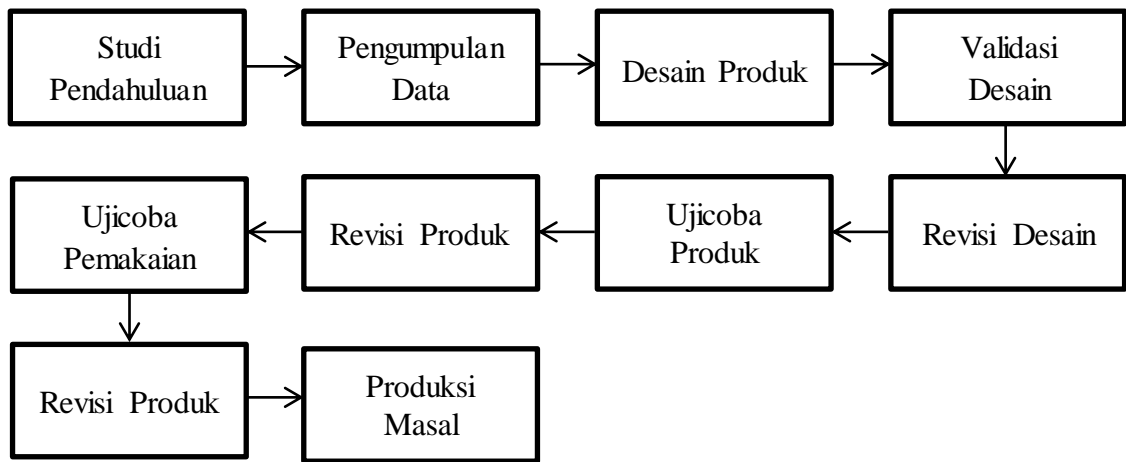 Studi
Pendahuluan
Pengumpulan
Data
Desain Produk
Validasi
Desain
Revisi Desain
Ujicoba
Produk
Revisi Produk
Ujicoba
Pemakaian
Revisi Produk
Produksi
Masal